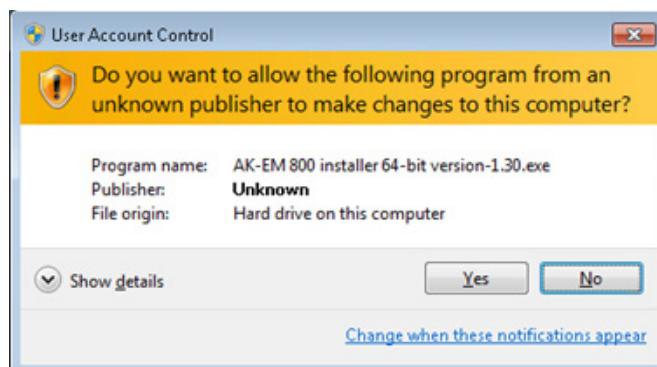 User Account Control
Do you want to allow the following program from an
unknown publisher to make changes to this computer?
Program name: AK-EM 800 installer 64-bit version-1.30.exe
Publisher: Unknown
File origin: Hard drive on this computer
Show details
Yes
No
Change when these notifications appear